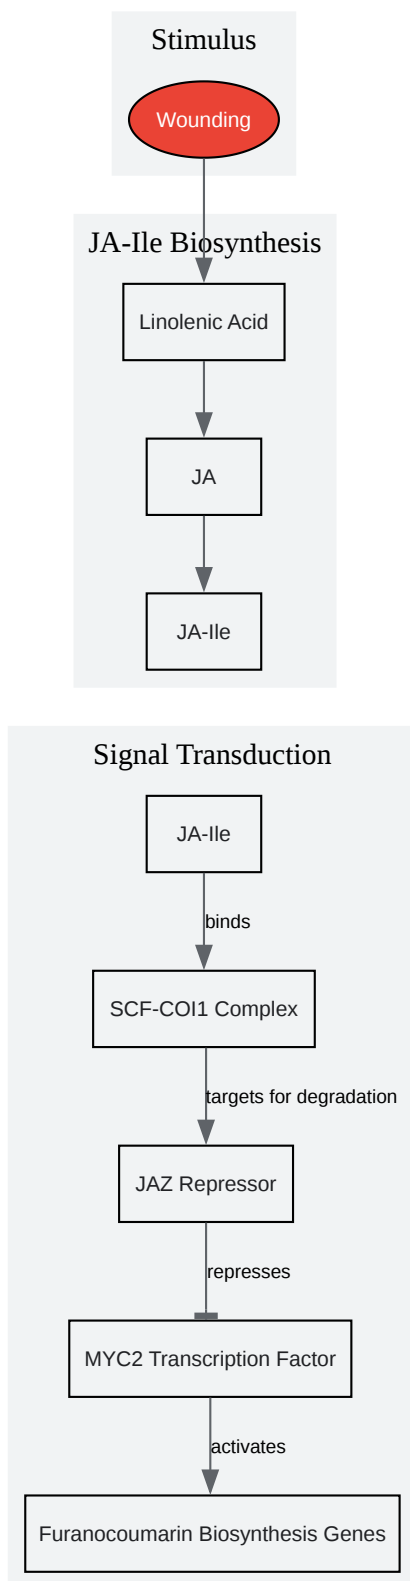 Stimulus
Wounding
JA-Ile Biosynthesis
Linolenic Acid
JA
JA-Ile
Signal Transduction
JA-Ile
binds
SCF-COI1 Complex
targets for degradation
JAZ Repressor
represses
MYC2 Transcription Factor
activates
Furanocoumarin Biosynthesis Genes